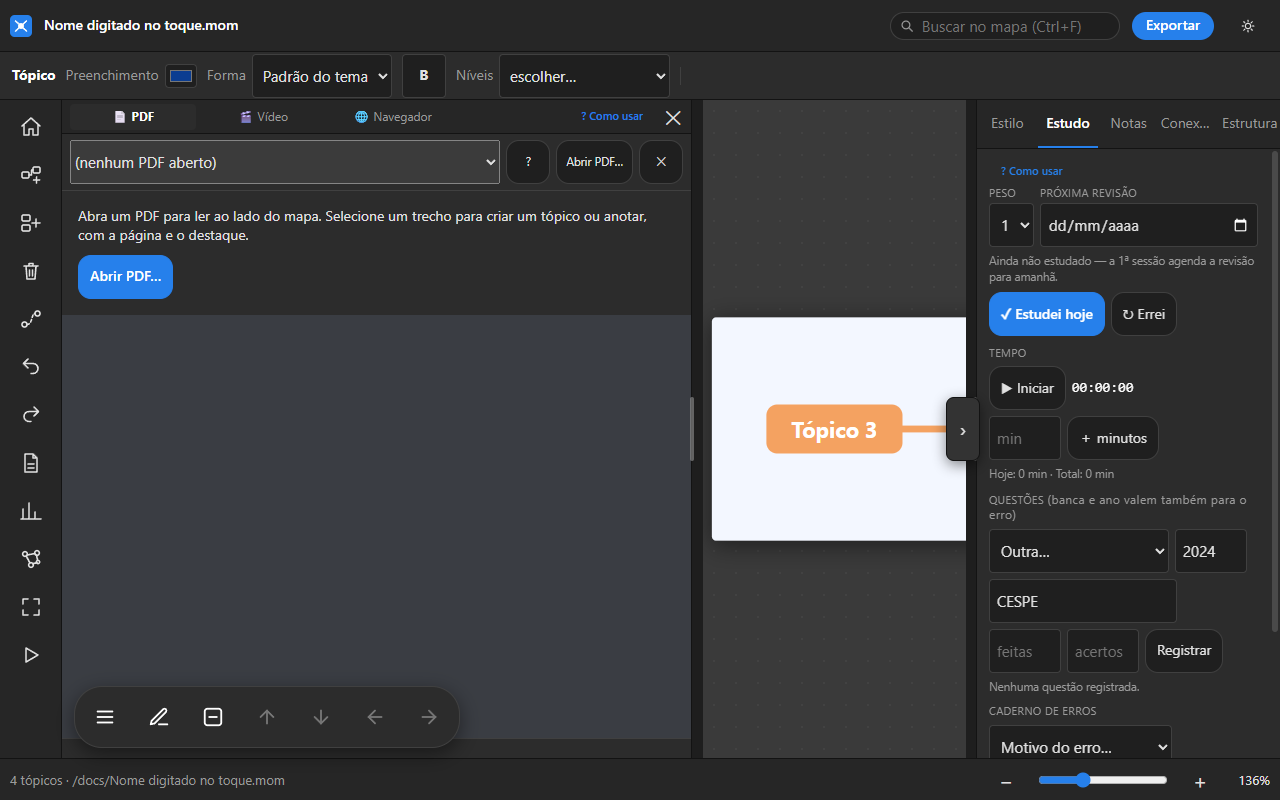 Nome digitado no toque.mom
Buscar no mapa (Ctrl+F)
Exportar
Tópico Preenchimento Forma Padrão do tema B Níveis escolher...
PDF Vídeo Navegador ? Como usar
(nenhum PDF aberto) ? Abrir PDF... ×
Abra um PDF para ler ao lado do mapa. Selecione um trecho para criar um tópico ou anotar,
com a página e o destaque.
Abrir PDF...
Tópico 3
Estilo Estudo Notas Conex... Estrutura
? Como usar
PESO PRÓXIMA REVISÃO
1 dd/mm/aaaa
Ainda não estudado — a 1ª sessão agenda a revisão
para amanhã.
✓ Estudei hoje ↻ Errei
TEMPO
▶ Iniciar 00:00:00
min + minutos
Hoje: 0 min · Total: 0 min
QUESTÕES (banca e ano valem também para o
erro)
Outra... 2024
CESPE
feitas acertos Registrar
Nenhuma questão registrada.
CADERNO DE ERROS
Motivo do erro...
4 tópicos · /docs/Nome digitado no toque.mom
136%